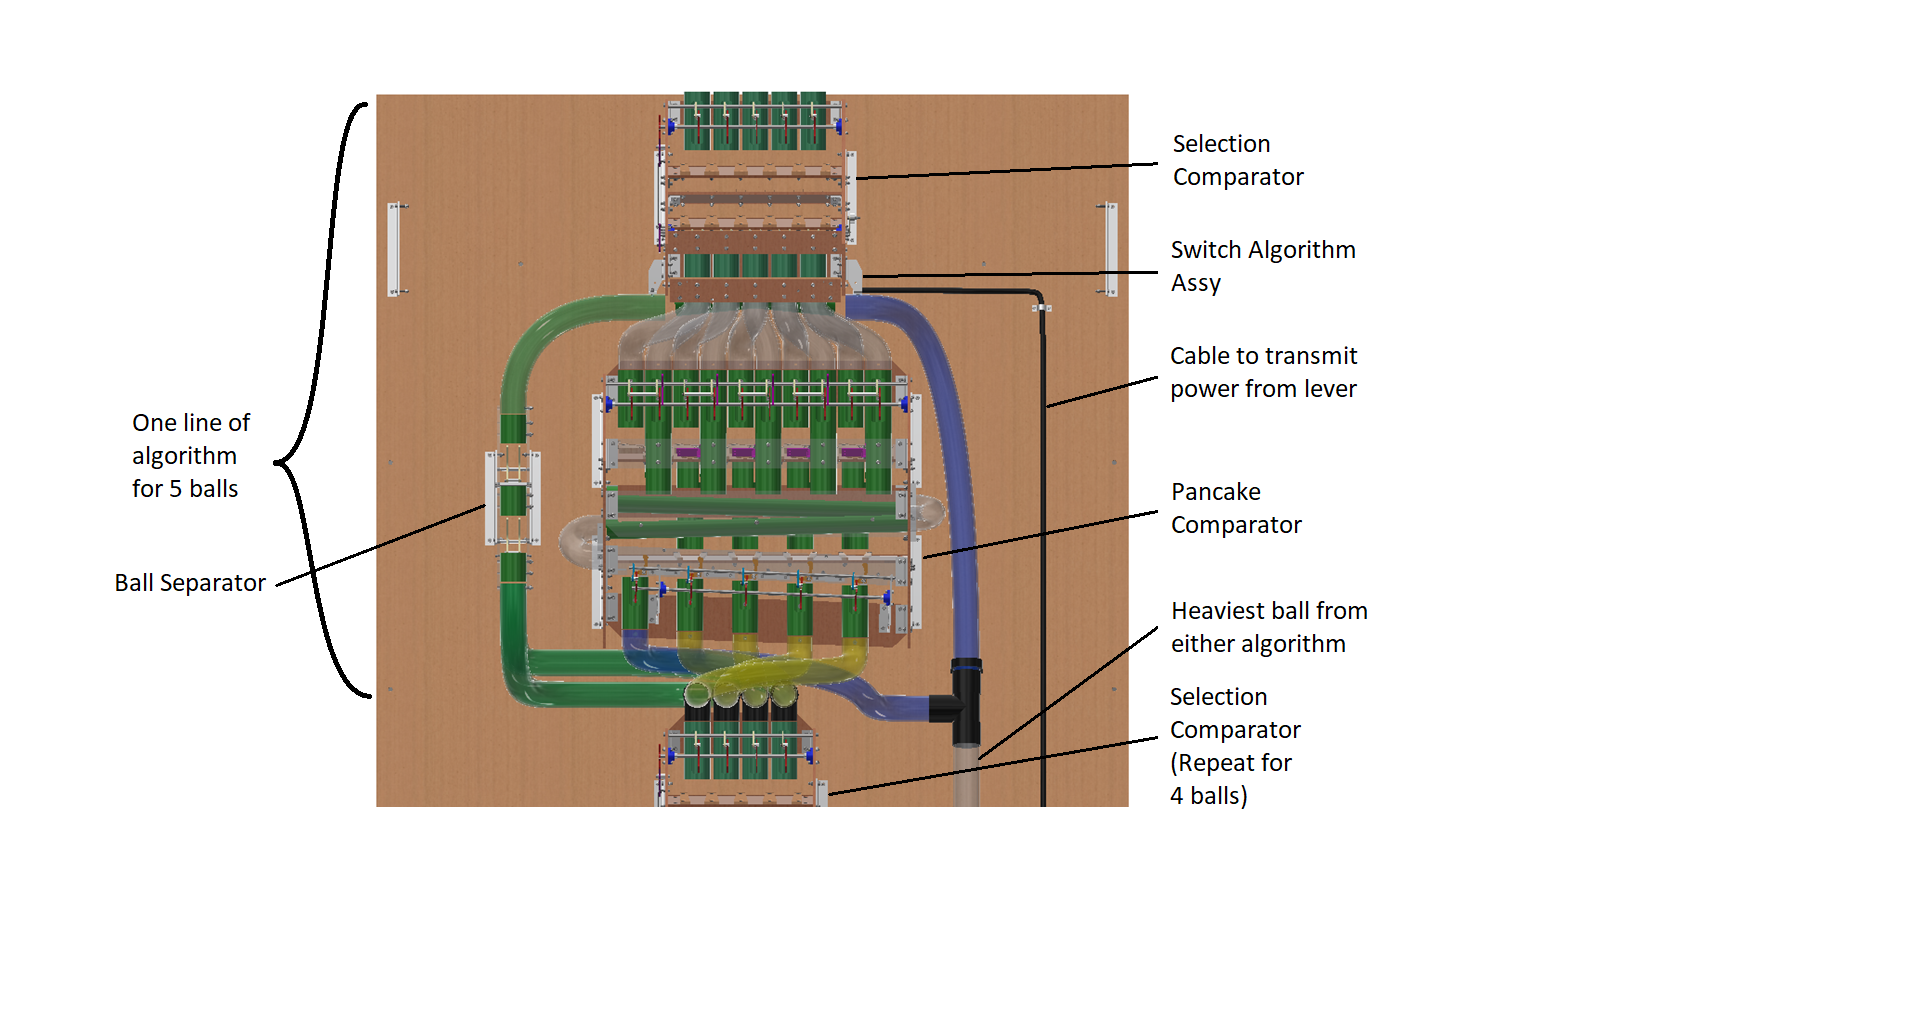 Selection
Comparator
Switch Algorithm
Assy
Cable to transmit
power from lever
One line of
algorithm
for 5 balls
Pancake
Comparator
Ball Separator
Heaviest ball from
either algorithm
Selection
Comparator
(Repeat for
4 balls)